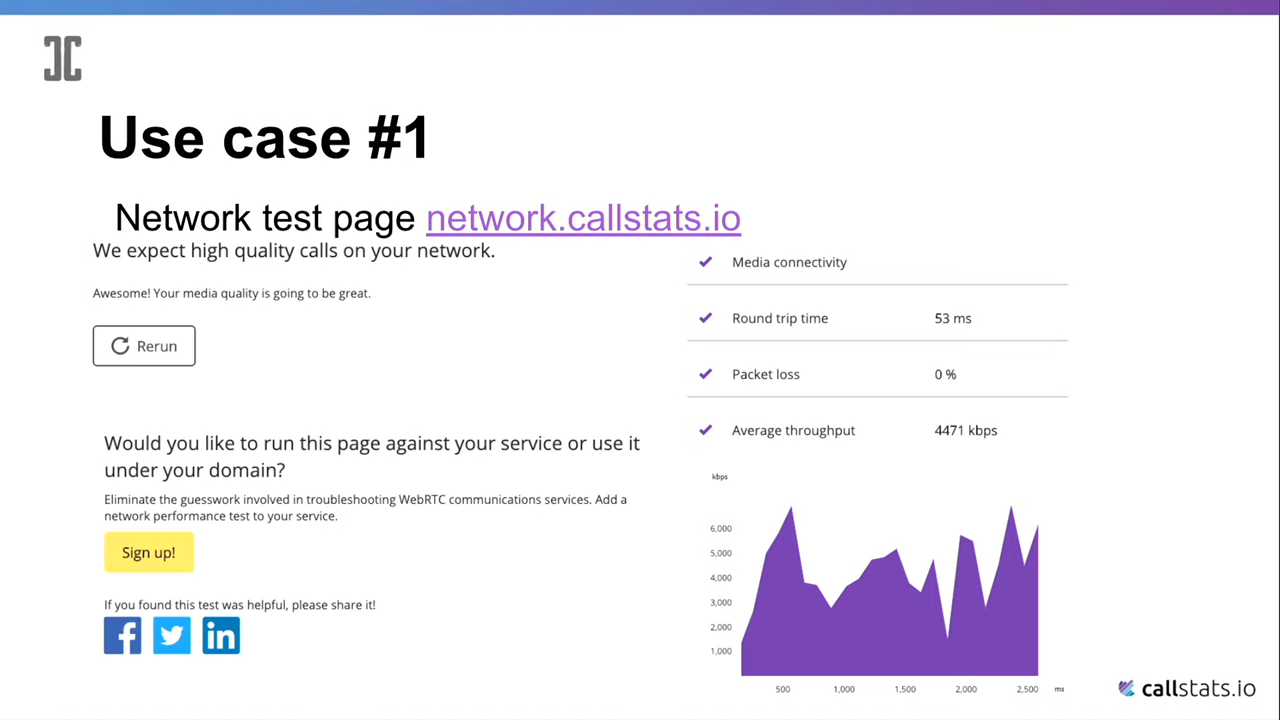 Use case #1
Network test page network.callstats.io
We expect high quality calls on your network.
Awesome! Your media quality is going to be great.
Rerun
Would you like to run this page against your service or use it
under your domain?
Eliminate the guesswork involved in troubleshooting WebRTC communications services. Add a
network performance test to your service.
Sign up!
If you found this test was helpful, please share it!
f
in
Media connectivity
Round trip time 53 ms
Packet loss 0 %
Average throughput 4471 kbps
kbps
6,000
5,000
4,000
3,000
2,000
1,000
500 1,000 1,500 2,000 2,500 ms
callstats.io